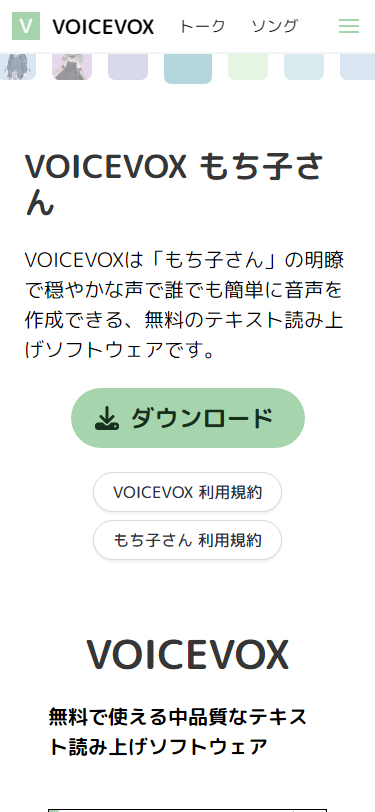 V VOICEVOX トーク ソング
VOICEVOX もち子さ
ん
VOICEVOXは「もち子さん」の明瞭
で穏やかな声で誰でも簡単に音声を
作成できる、無料のテキスト読み上
げソフトウェアです。
ダウンロード
VOICEVOX 利用規約
もち子さん 利用規約
VOICEVOX
無料で使える中品質なテキス
ト読み上げソフトウェア